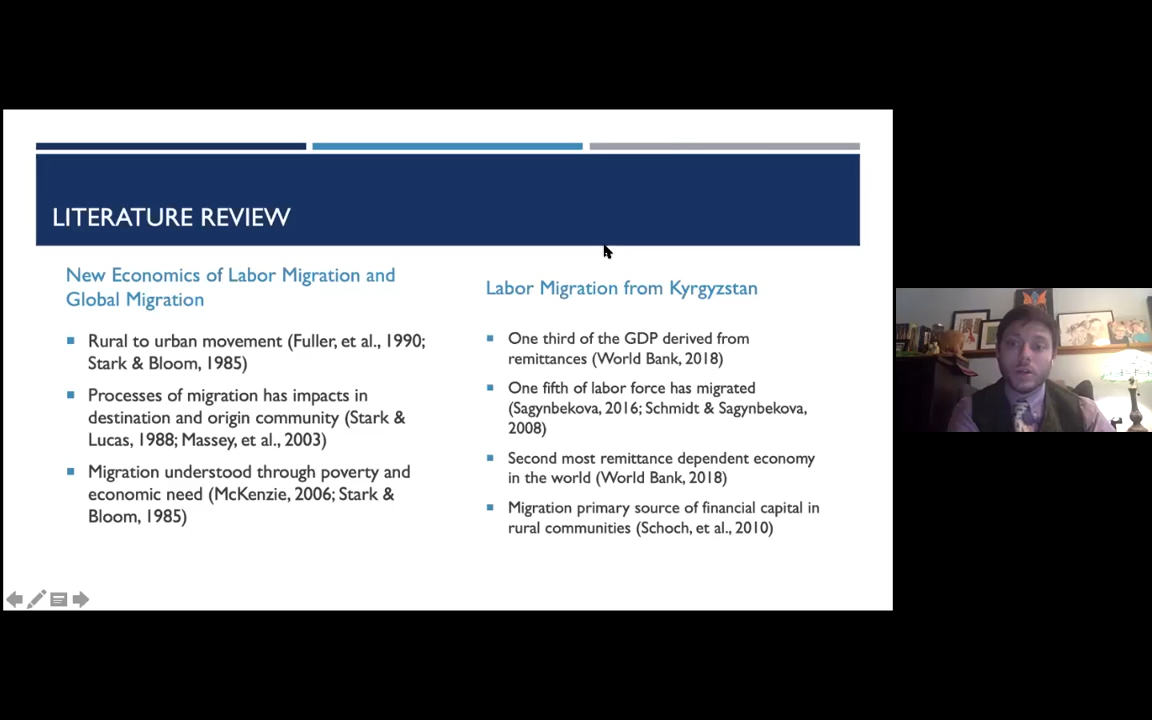 LITERATURE REVIEW
New Economics of Labor Migration and
Global Migration
Rural to urban movement (Fuller, et al., 1990;
Stark & Bloom, 1985)
Processes of migration has impacts in
destination and origin community (Stark &
Lucas, 1988; Massey, et al., 2003)
Migration understood through poverty and
economic need (McKenzie, 2006; Stark &
Bloom, 1985)
Labor Migration from Kyrgyzstan
One third of the GDP derived from
remittances (World Bank, 2018)
One fifth of labor force has migrated
(Sagynbekova, 2016; Schmidt & Sagynbekova,
2008)
Second most remittance dependent economy
in the world (World Bank, 2018)
Migration primary source of financial capital in
rural communities (Schoch, et al., 2010)